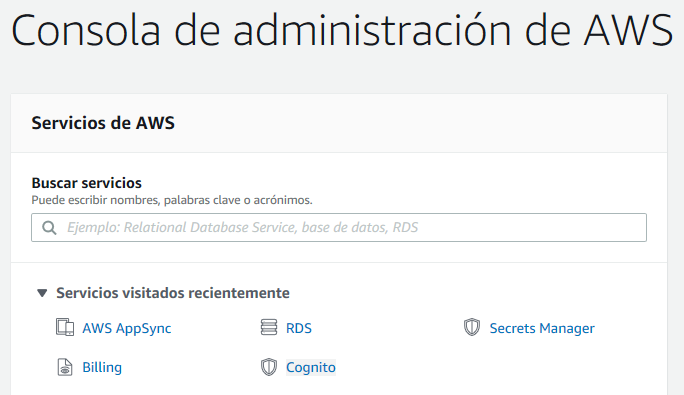 Consola de administración de AWS
Servicios de AWS
Buscar servicios
Puede escribir nombres, palabras clave o acrónimos.
Ejemplo: Relational Database Service, base de datos, RDS
Servicios visitados recientemente
AWS AppSync
RDS
Secrets Manager
Billing
Cognito